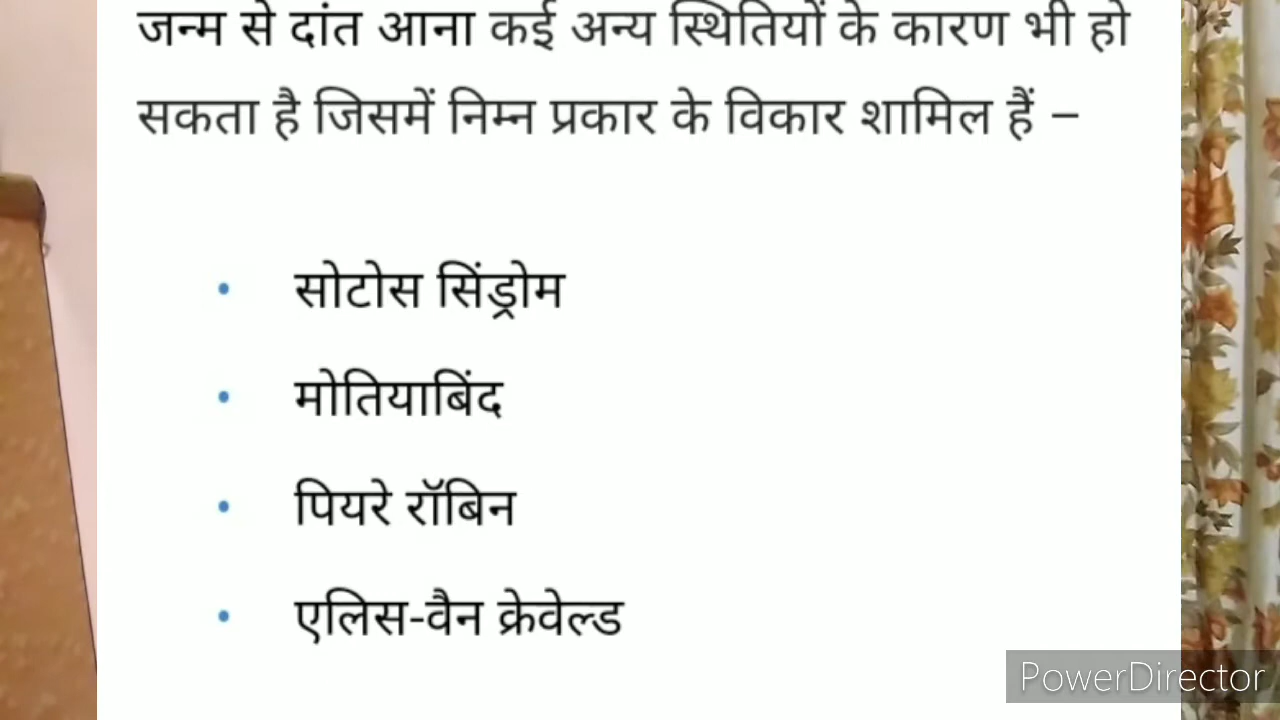 जन्म से दांत आना कई अन्य स्थितियों के कारण भी हो
सकता है जिसमें निम्न प्रकार के विकार शामिल हैं –
• सोटोस सिंड्रोम
• मोतियाबिंद
• पियरे रॉबिन
• एलिस-वैन क्रेवेल्ड
PowerDirector